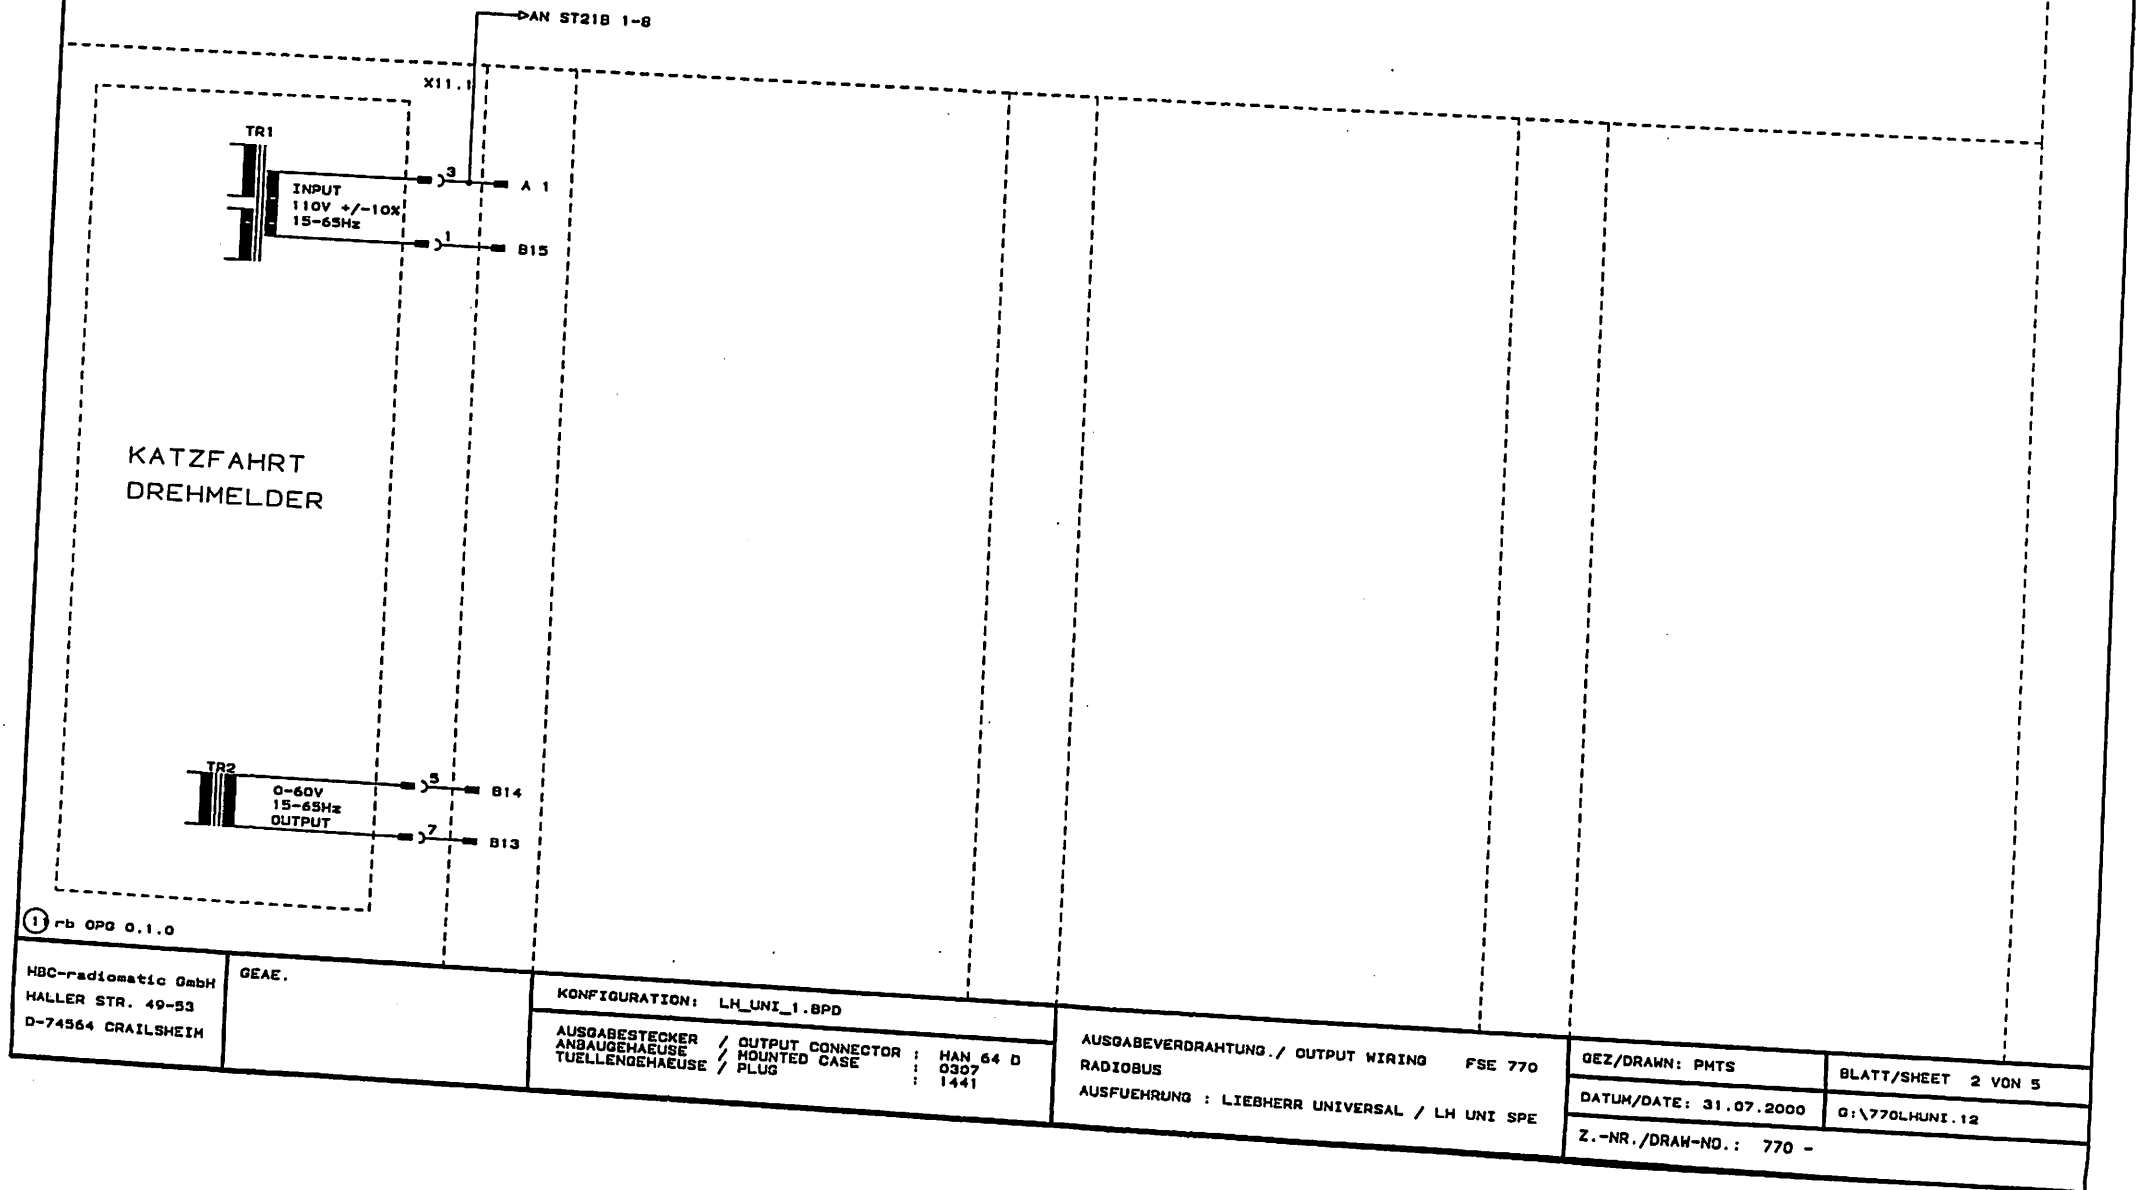 AN ST21B 1-8
X11.1
TR1
INPUT
110V +/-10%
15-65Hz
3
A 1
1
B15
KATZFAHRT
DREHMELDER
TR2
0-60V
15-65Hz
OUTPUT
5
B14
7
B13
11 rb OPG 0.1.0
HBC-radiomatic GmbH
HALLER STR. 49-53
D-74564 CRAILSHEIM
GEAE.
KONFIGURATION: LH_UNI_1.BPD
AUSGABESTECKER / OUTPUT CONNECTOR : HAN 64 D
ANBAUGEHAEUSE / MOUNTED CASE : 0307
TUELLENGEHAEUSE / PLUG : 1441
AUSGABEVERDRAHTUNG./ OUTPUT WIRING FSE 770
RADIOBUS
AUSFUEHRUNG : LIEBHERR UNIVERSAL / LH UNI SPE
GEZ/DRAWN: PMTS
BLATT/SHEET 2 VON 5
DATUM/DATE: 31.07.2000
G:\770LHUNI.12
Z.-NR./DRAW-NO.: 770 -